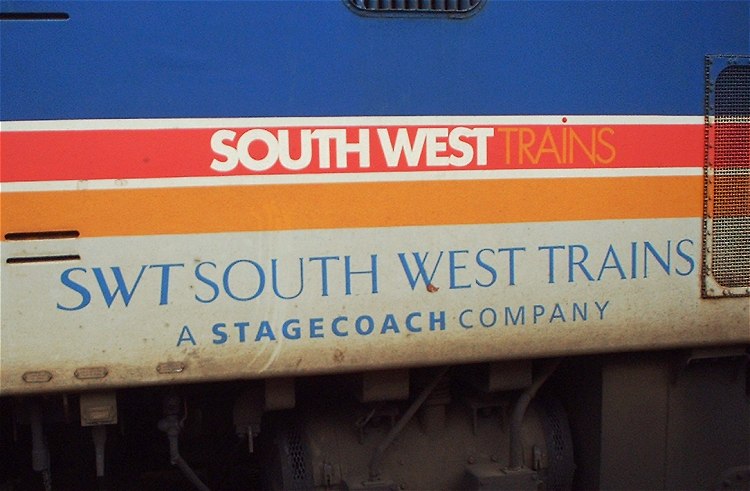 SOUTH WEST TRAINS
SWT SOUTH WEST TRAINS
A STAGECOACH COMPANY